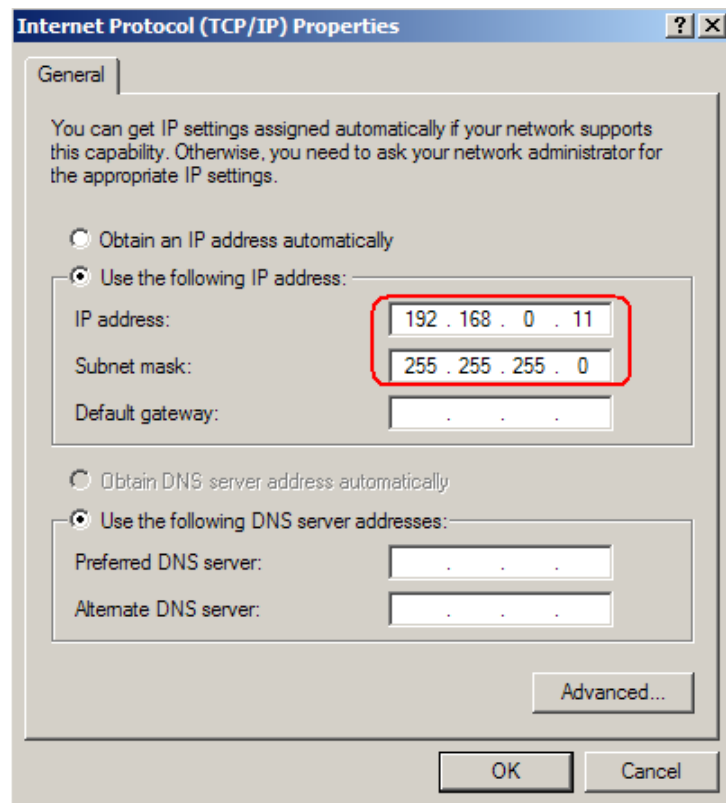 Internet Protocol (TCP/IP) Properties
General
You can get IP settings assigned automatically if your network supports
this capability. Otherwise, you need to ask your network administrator for
the appropriate IP settings.
Obtain an IP address automatically
Use the following IP address:
IP address: 192 . 168 . 0 . 11
Subnet mask: 255 . 255 . 255 . 0
Default gateway: . . .
Obtain DNS server address automatically
Use the following DNS server addresses:
Preferred DNS server: . . .
Alternate DNS server: . . .
Advanced...
OK Cancel